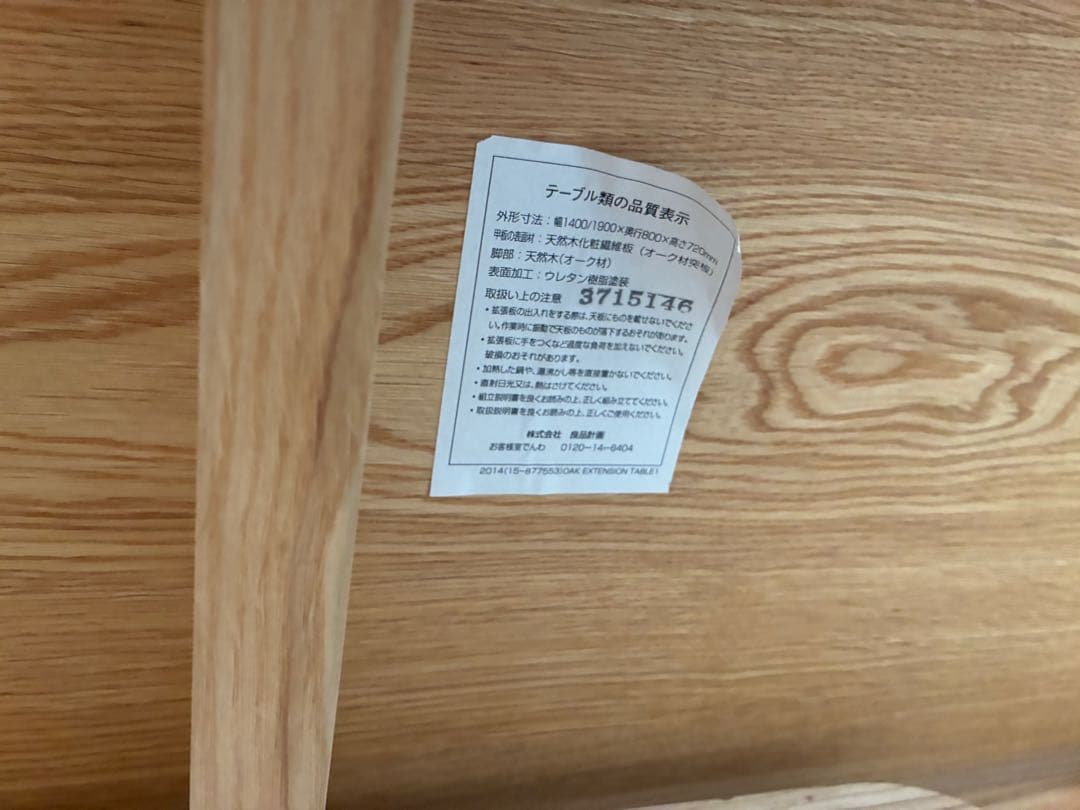 テーブル類の品質表示
外形寸法：幅1400/1900×奥行800×高さ720mm
甲板の表面材：天然木化粧繊維板（オーク材突板）
脚部：天然木(オーク材)
表面加工：ウレタン樹脂塗装
取扱い上の注意 3715146
・拡張板の出入れをする際は、天板にものを載せないでくださ
い。作業時に振動で天板のものが落下するおそれがあります。
・拡張板に手をつくなど過度な負荷を加えないでください。
破損のおそれがあります。
・加熱した鍋や、湯沸かし等を直接置かないでください。
・直射日光又は、熱はさけてください。
・組立説明書を良くお読みの上、正しく組み立ててください。
・取扱説明書を良くお読みの上、正しくご使用ください。
株式会社 良品計画
お客様室でんわ 0120-14-6404
2014(15-877553)OAK EXTENSION TABLE1